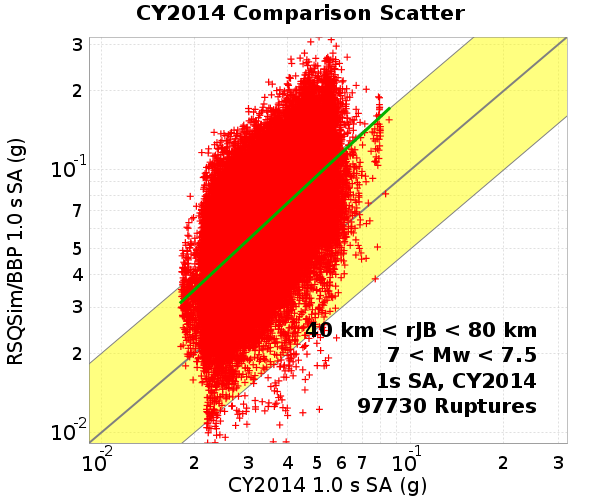 CY2014 Comparison Scatter
RSQSim/BBP 1.0 s SA (g)
3
2
10-1
7
5
4
3
2
10-2
40 km < rJB < 80 km
7 < Mw < 7.5
1s SA, CY2014
97730 Ruptures
10-2 2 3 4 5 6 7 10-1 2 3
CY2014 1.0 s SA (g)